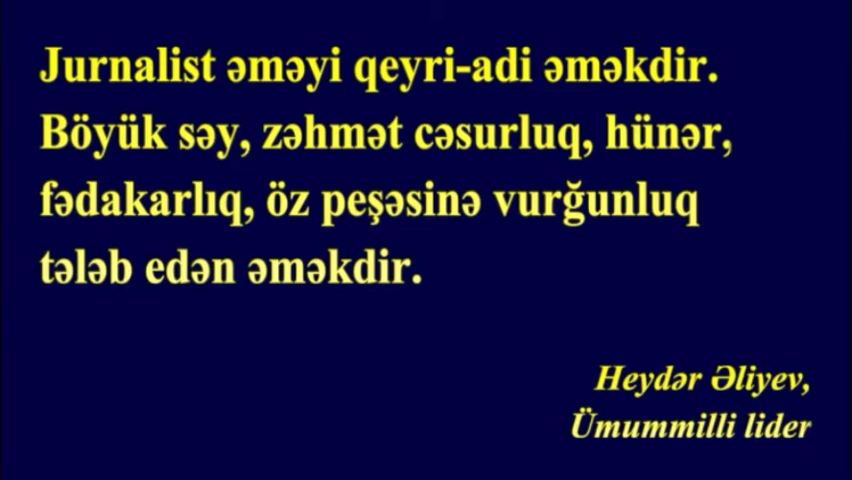 Jurnalist əməyi qeyri-adi əməkdir.
Böyük səy, zəhmət cəsurluq, hünər,
fədakarlıq, öz peşəsinə vurğunluq
tələb edən əməkdir.
Heydər Əliyev,
Ümummilli lider